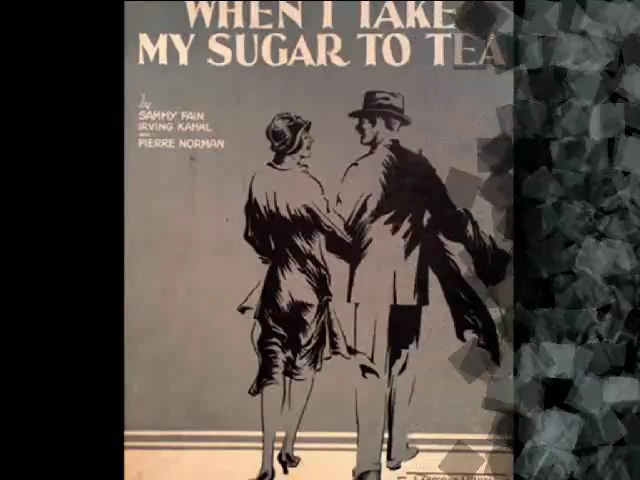 WHEN I TAKE
MY SUGAR TO TEA
by
SAMMY FAIN
IRVING KAHAL
AND
PIERRE NORMAN